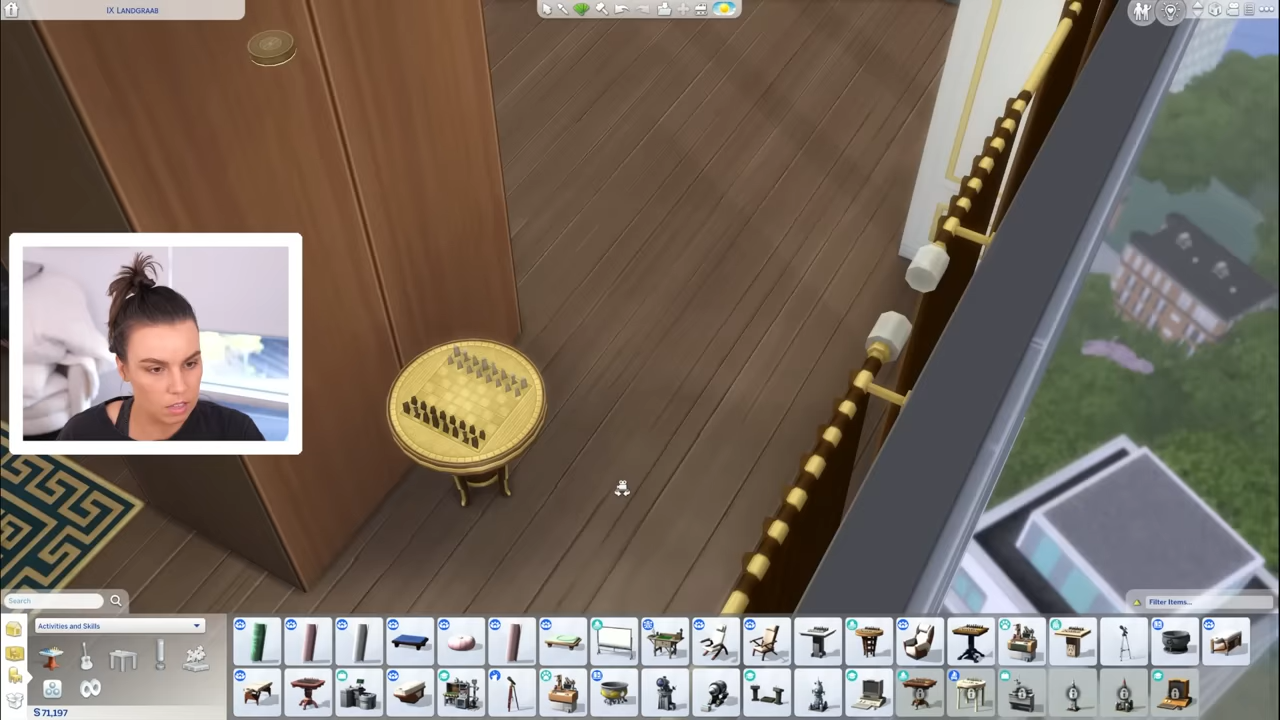 IX Landgraab
Search
Filter Items...
Activities and Skills
§71,197